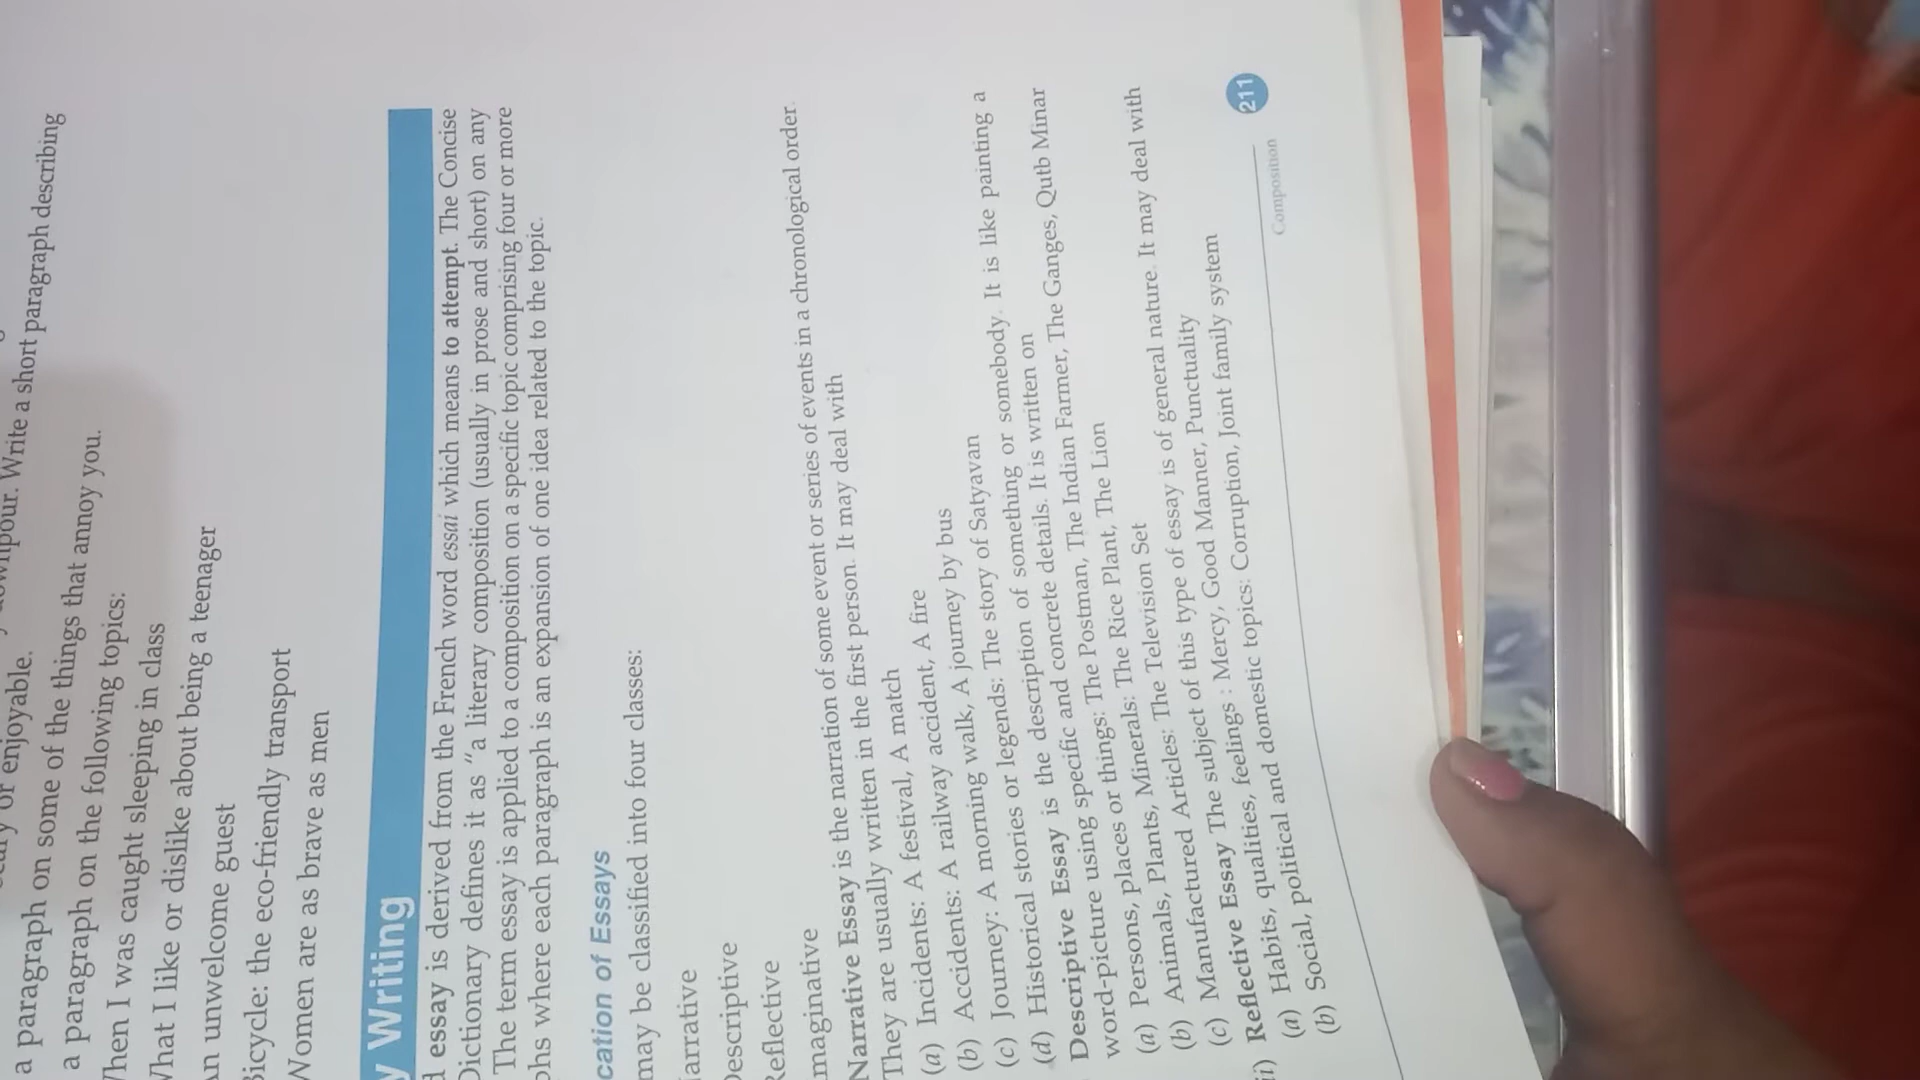 downpour. Write a short paragraph describing
or enjoyable.
a paragraph on some of the things that annoy you.
a paragraph on the following topics:
hen I was caught sleeping in class
What I like or dislike about being a teenager
An unwelcome guest
Bicycle: the eco-friendly transport
Women are as brave as men
y Writing
d essay is derived from the French word essai which means to attempt. The Concise
Dictionary defines it as "a literary composition (usually in prose and short) on any
The term essay is applied to a composition on a specific topic comprising four or more
phs where each paragraph is an expansion of one idea related to the topic.
cation of Essays
may be classified into four classes:
arrative
Descriptive
Reflective
maginative
Narrative Essay is the narration of some event or series of events in a chronological order.
They are usually written in the first person. It may deal with
(a) Incidents: A festival, A match
(b) Accidents: A railway accident, A fire
(c) Journey: A morning walk, A journey by bus
(d) Historical stories or legends: The story of Satyavan
Descriptive Essay is the description of something or somebody. It is like painting a
word-picture using specific and concrete details. It is written on
(a) Persons, places or things: The Postman, The Indian Farmer, The Ganges, Qutb Minar
(b) Animals, Plants, Minerals: The Rice Plant, The Lion
(c) Manufactured Articles: The Television Set
ii) Reflective Essay The subject of this type of essay is of general nature. It may deal with
(a) Habits, qualities, feelings : Mercy, Good Manner, Punctuality
(b) Social, political and domestic topics: Corruption, Joint family system
Composition 211